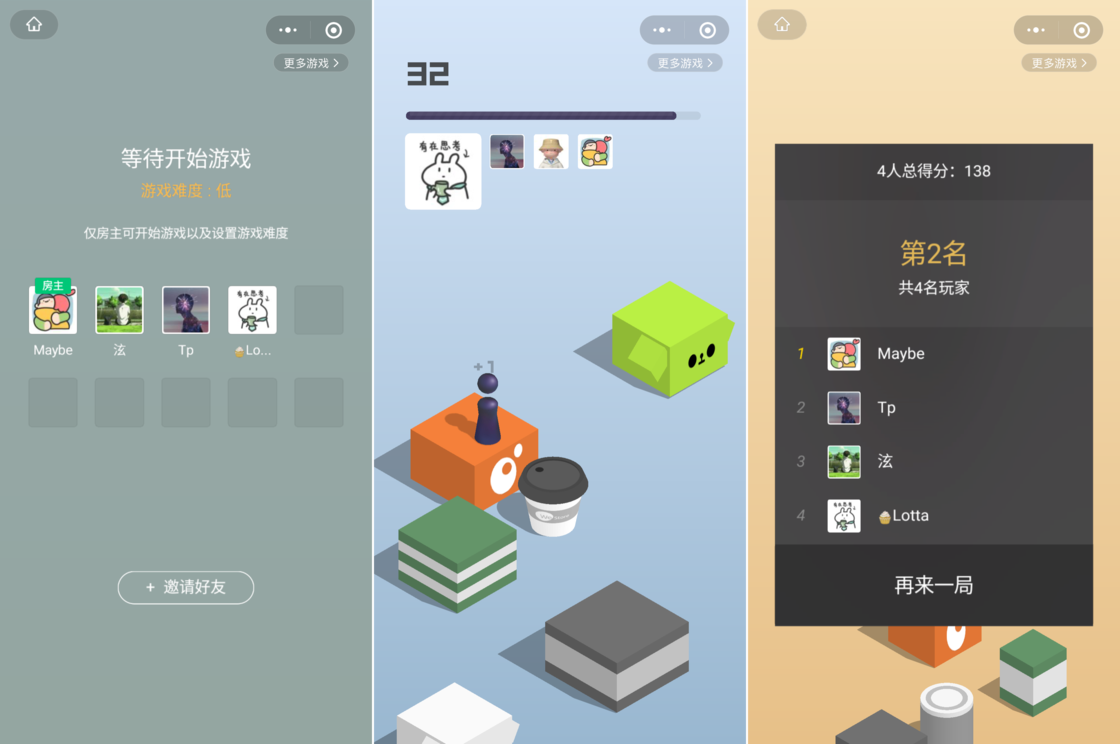 更多游戏
等待开始游戏
游戏难度：低
仅房主可开始游戏以及设置游戏难度
房主
Maybe
泫
Tp
Lo...
+ 邀请好友
更多游戏
32
有在思考
+1
更多游戏
4人总得分：138
第2名
共4名玩家
1 Maybe
2 Tp
3 泫
4 Lotta
再来一局